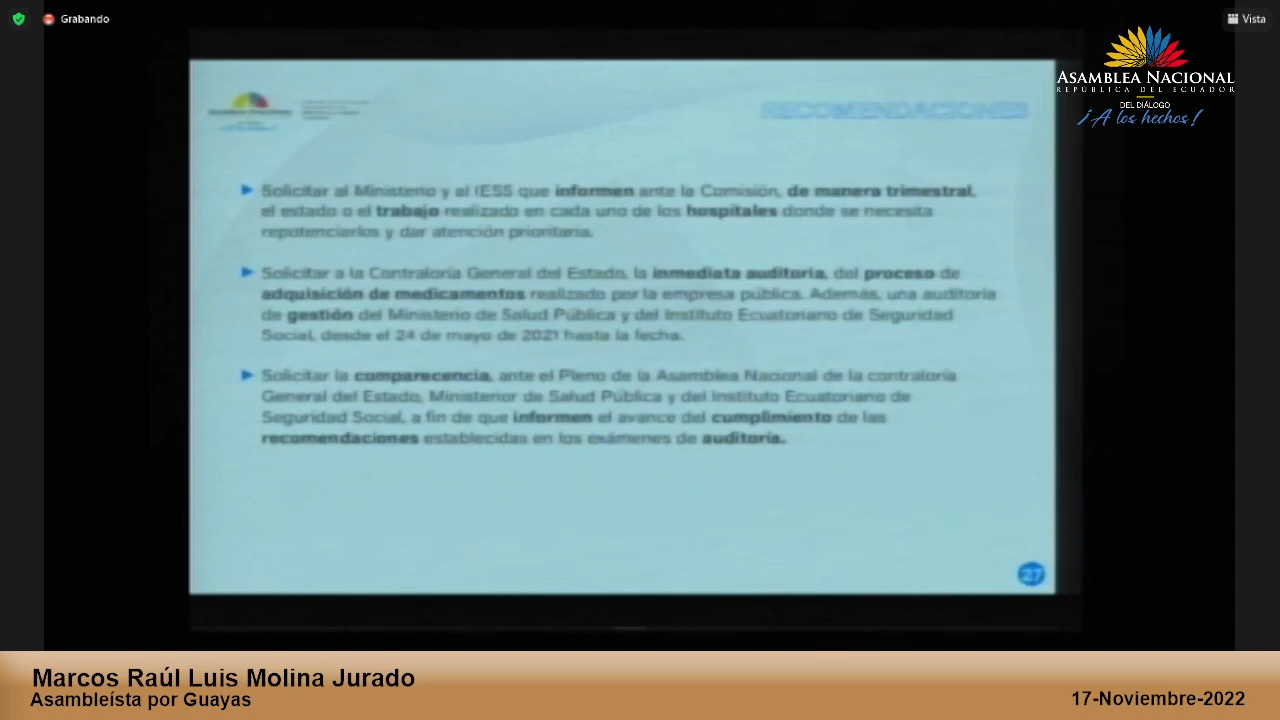 Grabando
Vista
ASAMBLEA NACIONAL
REPÚBLICA DEL ECUADOR
DEL DIÁLOGO
¡A los hechos!
RECOMENDACIONES
Solicitar al Ministerio y al IESS que informen ante la Comisión, de manera trimestral,
el estado o el trabajo realizado en cada uno de los hospitales donde se necesita
repotenciarlos y dar atención prioritaria.
Solicitar a la Contraloría General del Estado, la inmediata auditoría, del proceso de
adquisición de medicamentos realizado por la empresa pública. Además, una auditoría
de gestión del Ministerio de Salud Pública y del Instituto Ecuatoriano de Seguridad
Social, desde el 24 de mayo de 2021 hasta la fecha.
Solicitar la comparecencia, ante el Pleno de la Asamblea Nacional de la contraloría
General del Estado, Ministerior de Salud Pública y del Instituto Ecuatoriano de
Seguridad Social, a fin de que informen el avance del cumplimiento de las
recomendaciones establecidas en los exámenes de auditoría.
27
Marcos Raúl Luis Molina Jurado
Asambleísta por Guayas
17-Noviembre-2022